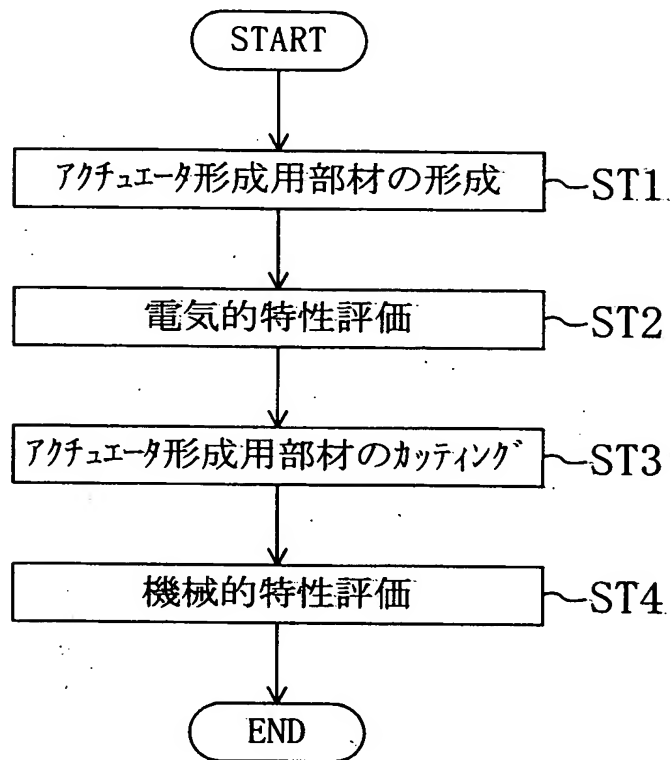 START
アクチュエータ形成用部材の形成 ST1
電気的特性評価 ST2
アクチュエータ形成用部材のカッティング ST3
機械的特性評価 ST4
END